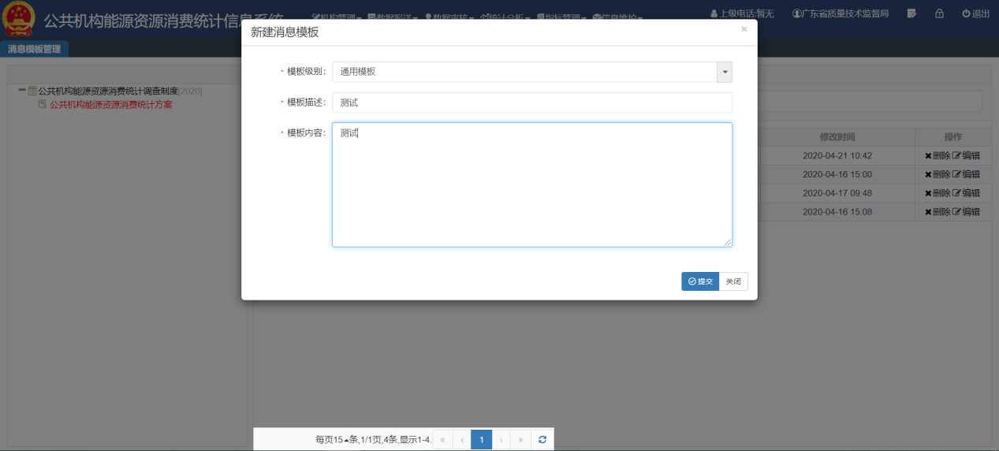 公共机构能源资源消费统计信息系统 机构管理 数据报送 数据审核 统计分析 指标管理 信息维护 上级电话:暂无 广东省质量技术监督局 退出
消息模板管理
新建消息模板 ×
公共机构能源资源消费统计调查制度[2020]
公共机构能源资源消费统计方案
* 模板级别: 通用模板
* 模板描述: 测试
* 模板内容: 测试
修改时间 操作
2020-04-21 10:42 ✖删除 编辑
2020-04-16 15:00 ✖删除 编辑
2020-04-17 09:48 ✖删除 编辑
2020-04-16 15:08 ✖删除 编辑
提交 关闭
每页15条,1/1页,4条,显示1-4. « ‹ 1 › »